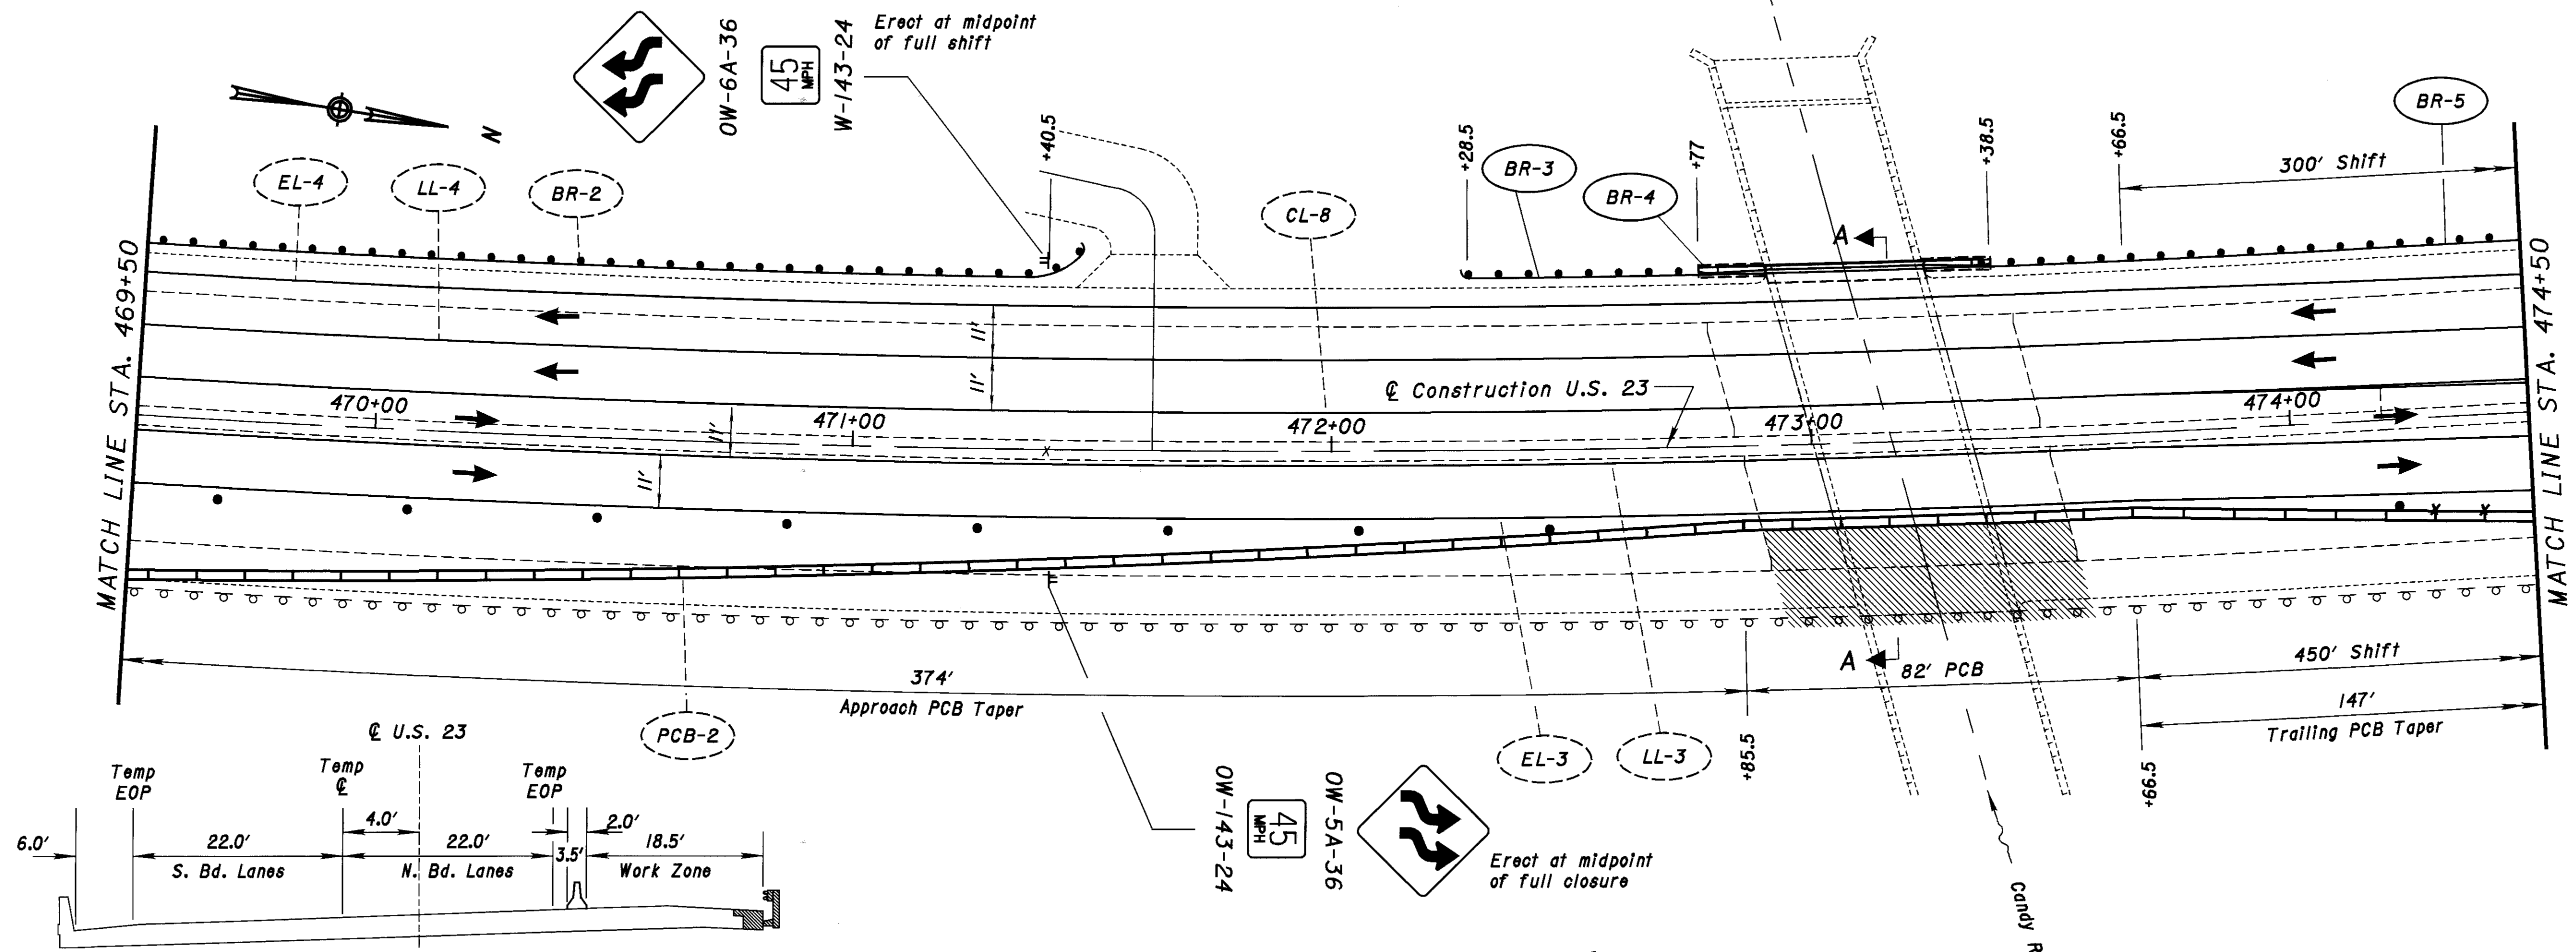 OW-6A-36
45
MPH
W-143-24
Erect at midpoint
of full shift
N
+40.5
+28.5
+77
+38.5
+66.5
BR-5
300' Shift
EL-4
LL-4
BR-2
CL-8
BR-3
BR-4
A
MATCH LINE STA. 469+50
MATCH LINE STA. 474+50
11'
11'
11'
11'
℄ Construction U.S. 23
470+00
471+00
472+00
473+00
474+00
A
374'
Approach PCB Taper
82' PCB
450' Shift
147'
Trailing PCB Taper
PCB-2
EL-3
LL-3
+85.5
+66.5
OW-143-24
45
MPH
OW-5A-36
Erect at midpoint
of full closure
Candy R
℄ U.S. 23
Temp
EOP
Temp
℄
Temp
EOP
6.0'
4.0'
2.0'
22.0'
22.0'
3.5'
18.5'
S. Bd. Lanes
N. Bd. Lanes
Work Zone